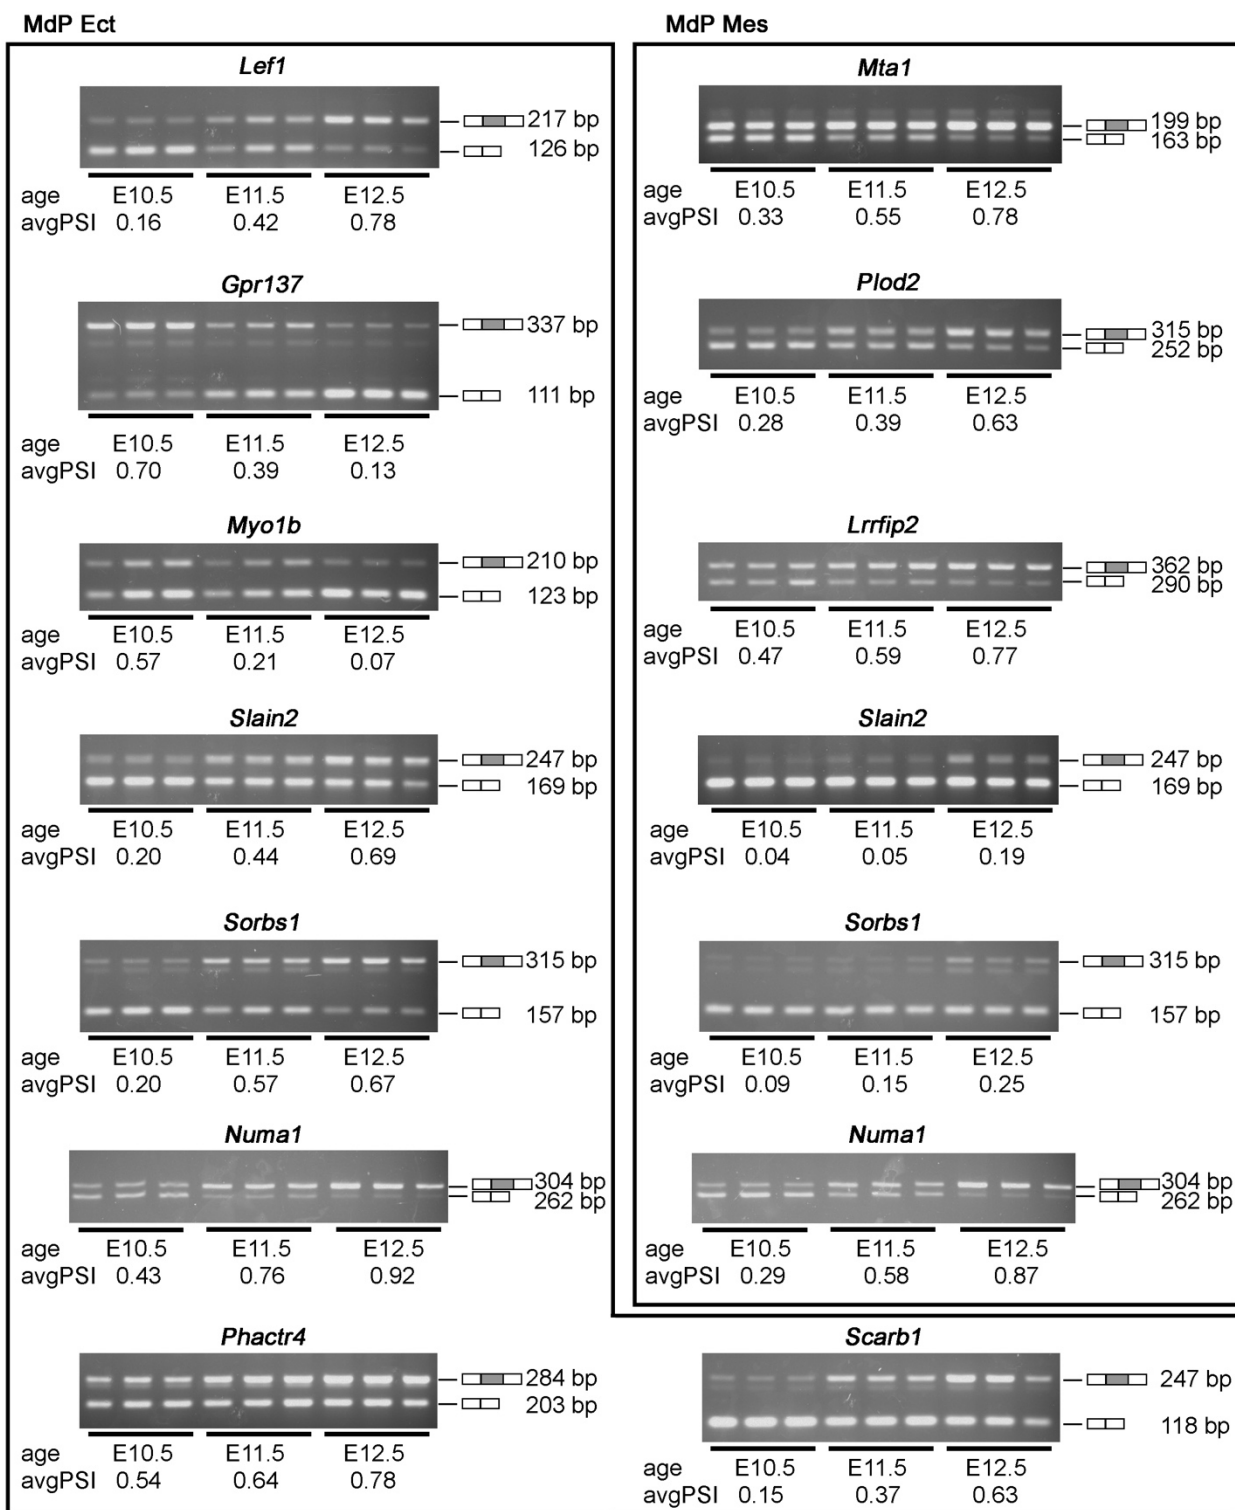 MdP Ect
Lef1
217 bp
126 bp
age E10.5 E11.5 E12.5
avgPSI 0.16 0.42 0.78
Gpr137
337 bp
111 bp
age E10.5 E11.5 E12.5
avgPSI 0.70 0.39 0.13
Myo1b
210 bp
123 bp
age E10.5 E11.5 E12.5
avgPSI 0.57 0.21 0.07
Slain2
247 bp
169 bp
age E10.5 E11.5 E12.5
avgPSI 0.20 0.44 0.69
Sorbs1
315 bp
157 bp
age E10.5 E11.5 E12.5
avgPSI 0.20 0.57 0.67
Numa1
304 bp
262 bp
age E10.5 E11.5 E12.5
avgPSI 0.43 0.76 0.92
Phactr4
284 bp
203 bp
age E10.5 E11.5 E12.5
avgPSI 0.54 0.64 0.78
Scarb1
247 bp
118 bp
age E10.5 E11.5 E12.5
avgPSI 0.15 0.37 0.63
MdP Mes
Mta1
199 bp
163 bp
age E10.5 E11.5 E12.5
avgPSI 0.33 0.55 0.78
Plod2
315 bp
252 bp
age E10.5 E11.5 E12.5
avgPSI 0.28 0.39 0.63
Lrrfip2
362 bp
290 bp
age E10.5 E11.5 E12.5
avgPSI 0.47 0.59 0.77
Slain2
247 bp
169 bp
age E10.5 E11.5 E12.5
avgPSI 0.04 0.05 0.19
Sorbs1
315 bp
157 bp
age E10.5 E11.5 E12.5
avgPSI 0.09 0.15 0.25
Numa1
304 bp
262 bp
age E10.5 E11.5 E12.5
avgPSI 0.29 0.58 0.87